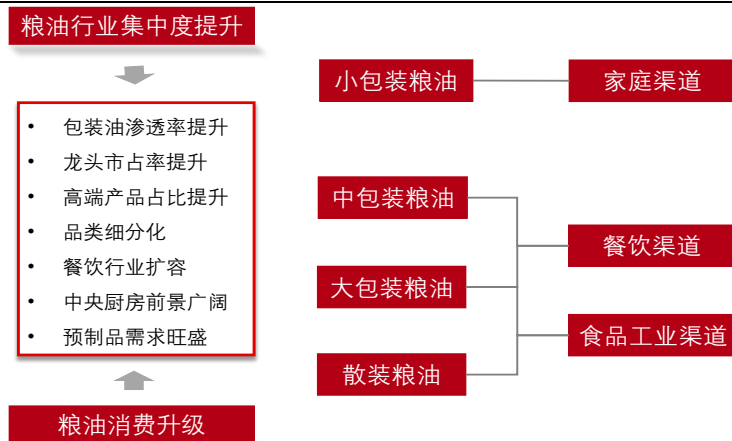 粮油行业集中度提升
• 包装油渗透率提升
• 龙头市占率提升
• 高端产品占比提升
• 品类细分化
• 餐饮行业扩容
• 中央厨房前景广阔
• 预制品需求旺盛
粮油消费升级
小包装粮油
家庭渠道
中包装粮油
大包装粮油
散装粮油
餐饮渠道
食品工业渠道